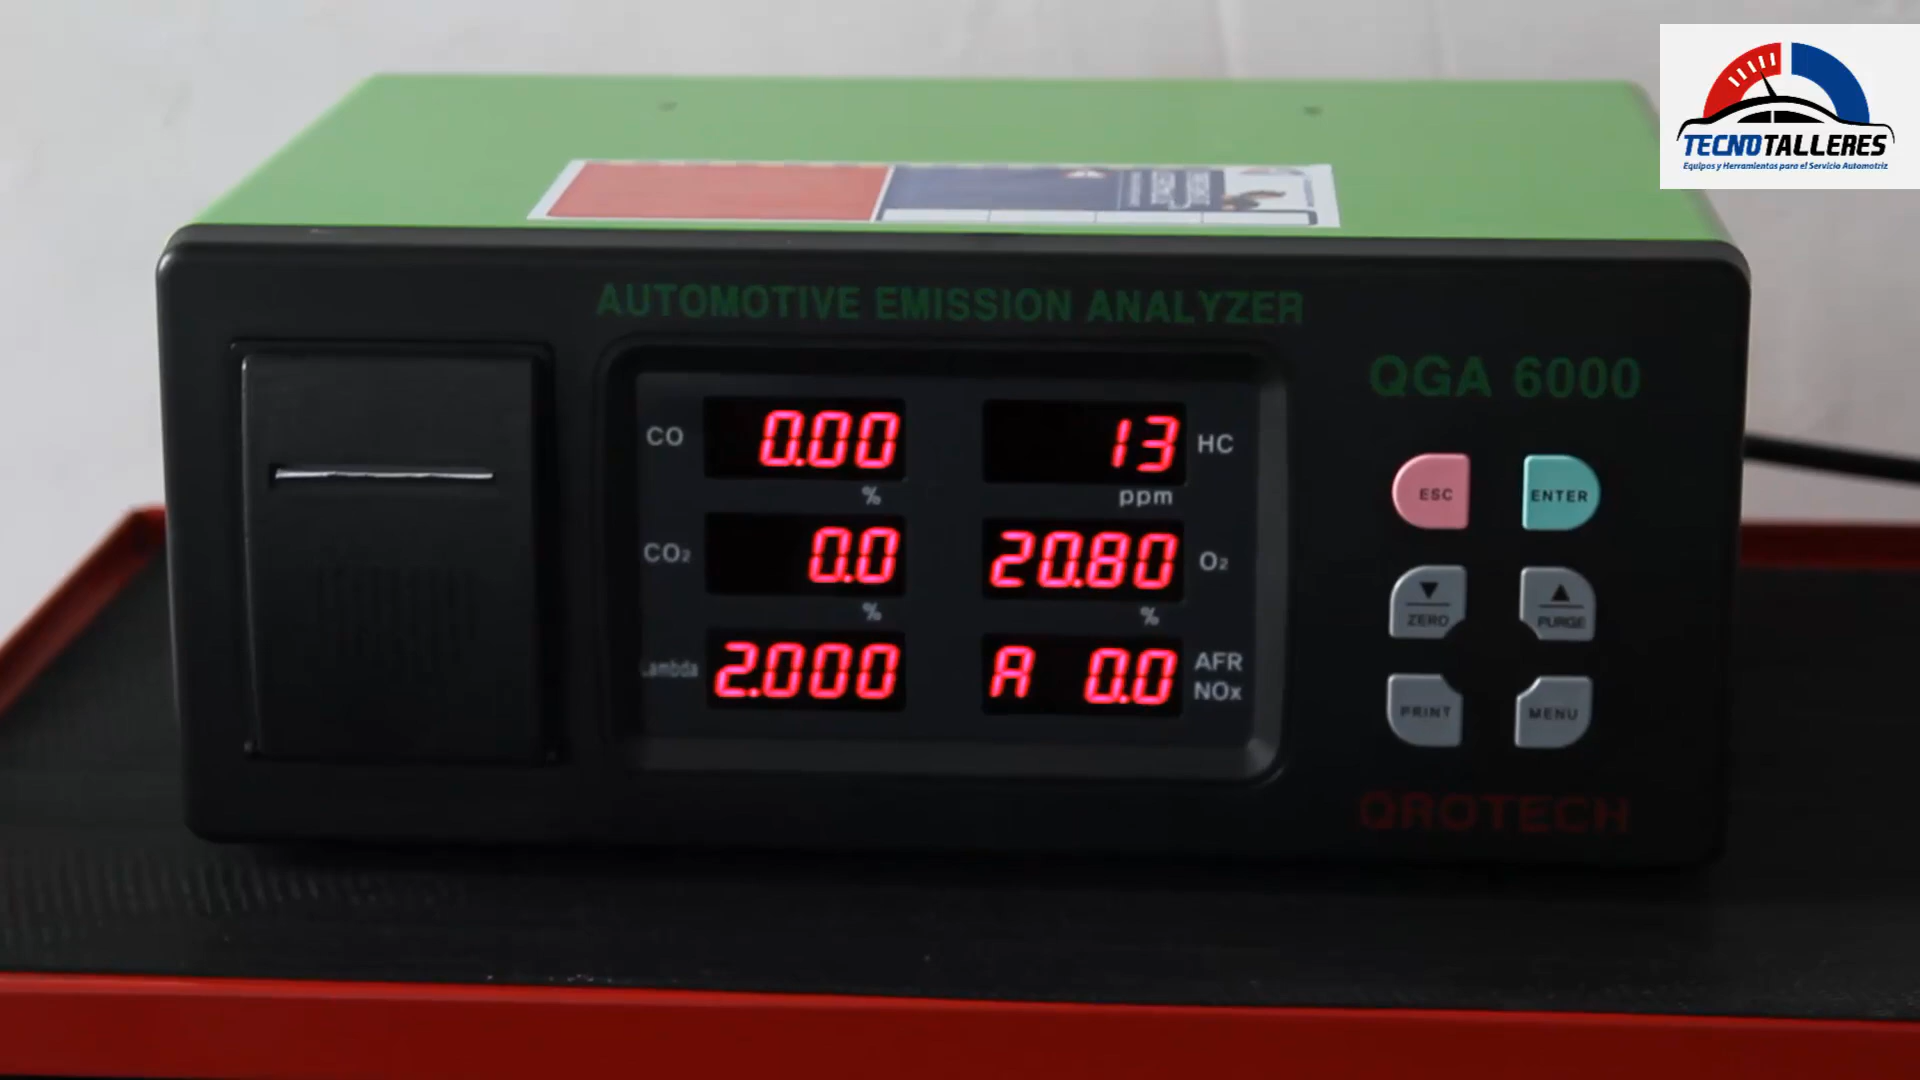 TECNOTALLERES
Equipos y Herramientas para el Servicio Automotriz
AUTOMOTIVE EMISSION ANALYZER
QGA 6000
CO 0.00 %
13 HC ppm
CO2 0.0 %
20.80 O2 %
Lambda 2.000
A 0.0 AFR NOx
ESC ENTER
ZERO PURGE
PRINT MENU
QROTECH